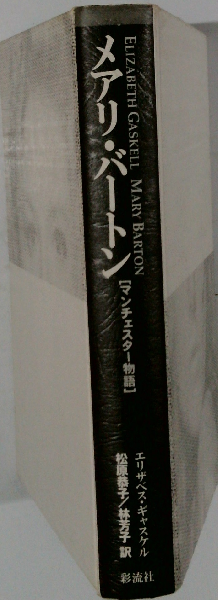 ELIZABETH GASKELL MARY BARTON
メアリ・バートン
[マンチェスター物語]
エリザベス・ギャスケル
松原恭子/林芳子 訳
彩流社